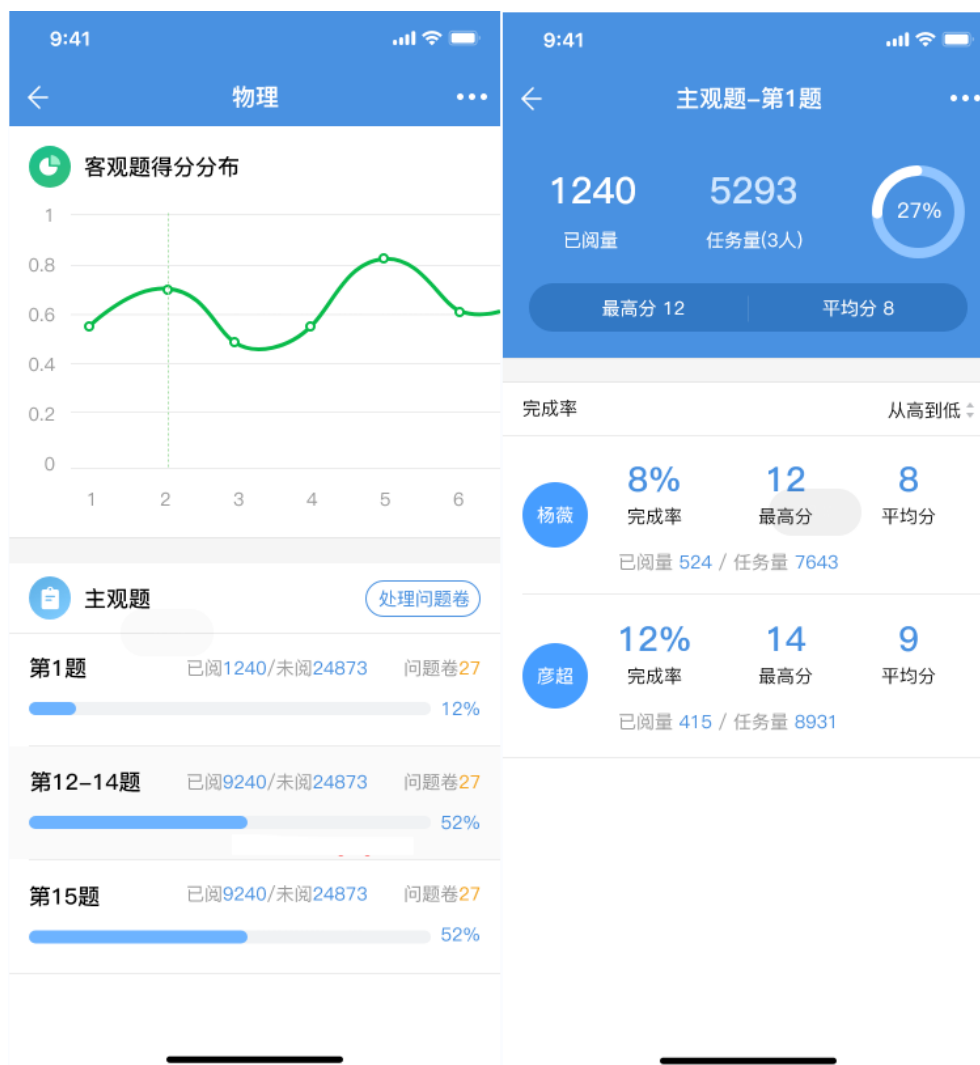 9:41
物理
客观题得分分布
1
0.8
0.6
0.4
0.2
0
1 2 3 4 5 6
主观题 处理问题卷
第1题 已阅1240/未阅24873 问题卷27
12%
第12-14题 已阅9240/未阅24873 问题卷27
52%
第15题 已阅9240/未阅24873 问题卷27
52%
9:41
主观题-第1题
1240 5293 27%
已阅量 任务量(3人)
最高分 12 平均分 8
完成率 从高到低
杨薇
8% 12 8
完成率 最高分 平均分
已阅量 524 / 任务量 7643
彦超
12% 14 9
完成率 最高分 平均分
已阅量 415 / 任务量 8931